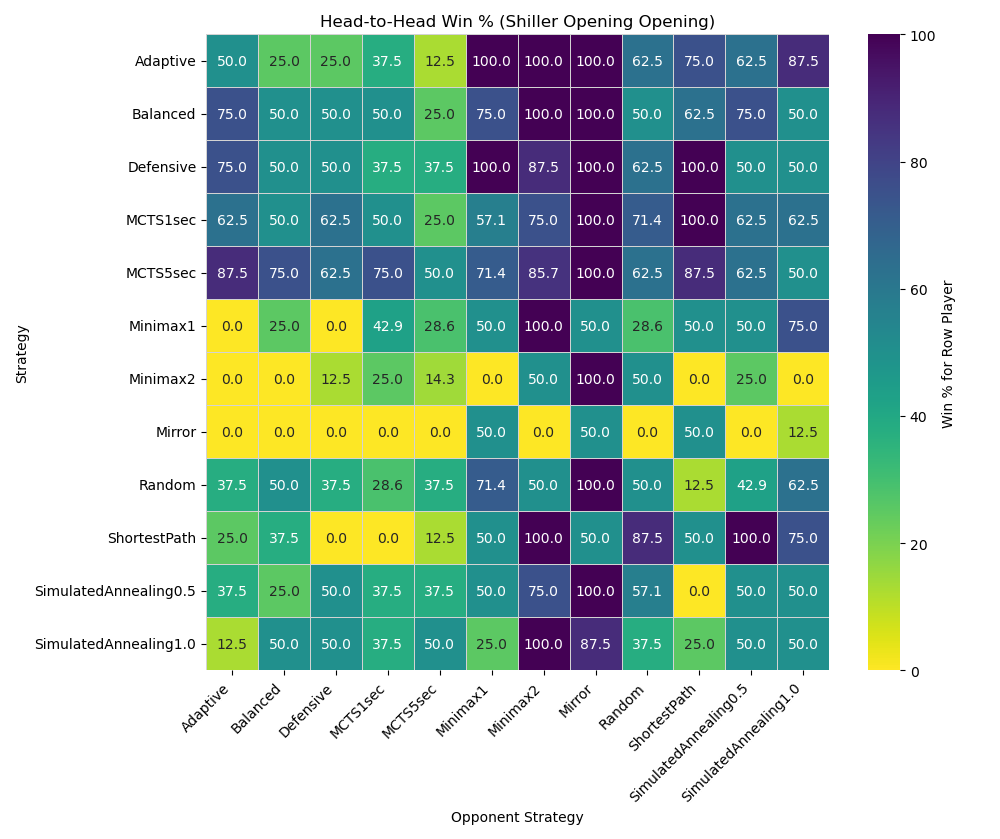 Head-to-Head Win % (Shiller Opening Opening)
Strategy
Adaptive 50.0 25.0 25.0 37.5 12.5 100.0 100.0 100.0 62.5 75.0 62.5 87.5
Balanced 75.0 50.0 50.0 50.0 25.0 75.0 100.0 100.0 50.0 62.5 75.0 50.0
Defensive 75.0 50.0 50.0 37.5 37.5 100.0 87.5 100.0 62.5 100.0 50.0 50.0
MCTS1sec 62.5 50.0 62.5 50.0 25.0 57.1 75.0 100.0 71.4 100.0 62.5 62.5
MCTS5sec 87.5 75.0 62.5 75.0 50.0 71.4 85.7 100.0 62.5 87.5 62.5 50.0
Minimax1 0.0 25.0 0.0 42.9 28.6 50.0 100.0 50.0 28.6 50.0 50.0 75.0
Minimax2 0.0 0.0 12.5 25.0 14.3 0.0 50.0 100.0 50.0 0.0 25.0 0.0
Mirror 0.0 0.0 0.0 0.0 0.0 50.0 0.0 50.0 0.0 50.0 0.0 12.5
Random 37.5 50.0 37.5 28.6 37.5 71.4 50.0 100.0 50.0 12.5 42.9 62.5
ShortestPath 25.0 37.5 0.0 0.0 12.5 50.0 100.0 50.0 87.5 50.0 100.0 75.0
SimulatedAnnealing0.5 37.5 25.0 50.0 37.5 37.5 50.0 75.0 100.0 57.1 0.0 50.0 50.0
SimulatedAnnealing1.0 12.5 50.0 50.0 37.5 50.0 25.0 100.0 87.5 37.5 25.0 50.0 50.0
Adaptive
Balanced
Defensive
MCTS1sec
MCTS5sec
Minimax1
Minimax2
Mirror
Random
ShortestPath
SimulatedAnnealing0.5
SimulatedAnnealing1.0
Opponent Strategy
100
80
60
40
20
0
Win % for Row Player